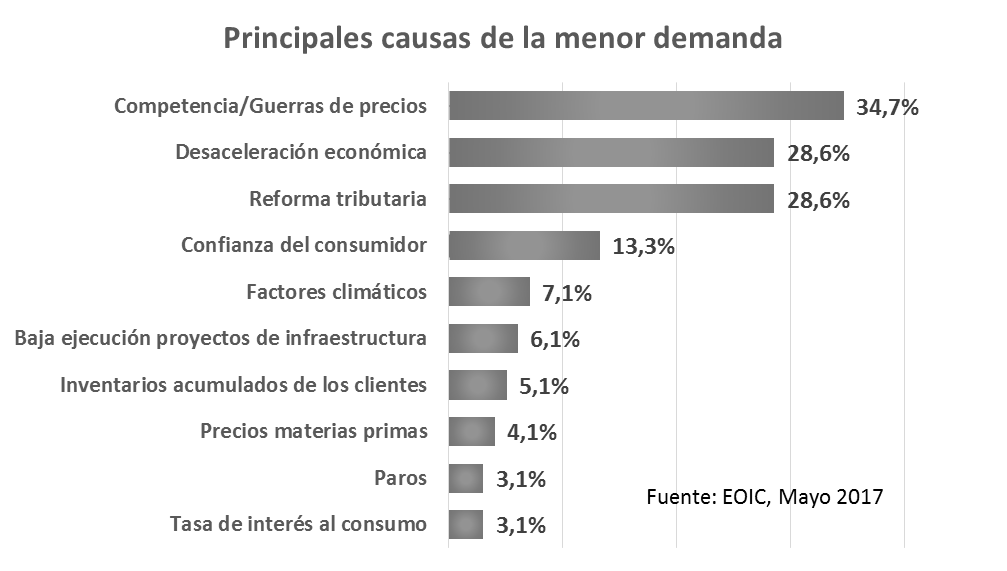 Principales causas de la menor demanda
Competencia/Guerras de precios 34,7%
Desaceleración económica 28,6%
Reforma tributaria 28,6%
Confianza del consumidor 13,3%
Factores climáticos 7,1%
Baja ejecución proyectos de infraestructura 6,1%
Inventarios acumulados de los clientes 5,1%
Precios materias primas 4,1%
Paros 3,1%
Fuente: EOIC, Mayo 2017
Tasa de interés al consumo 3,1%